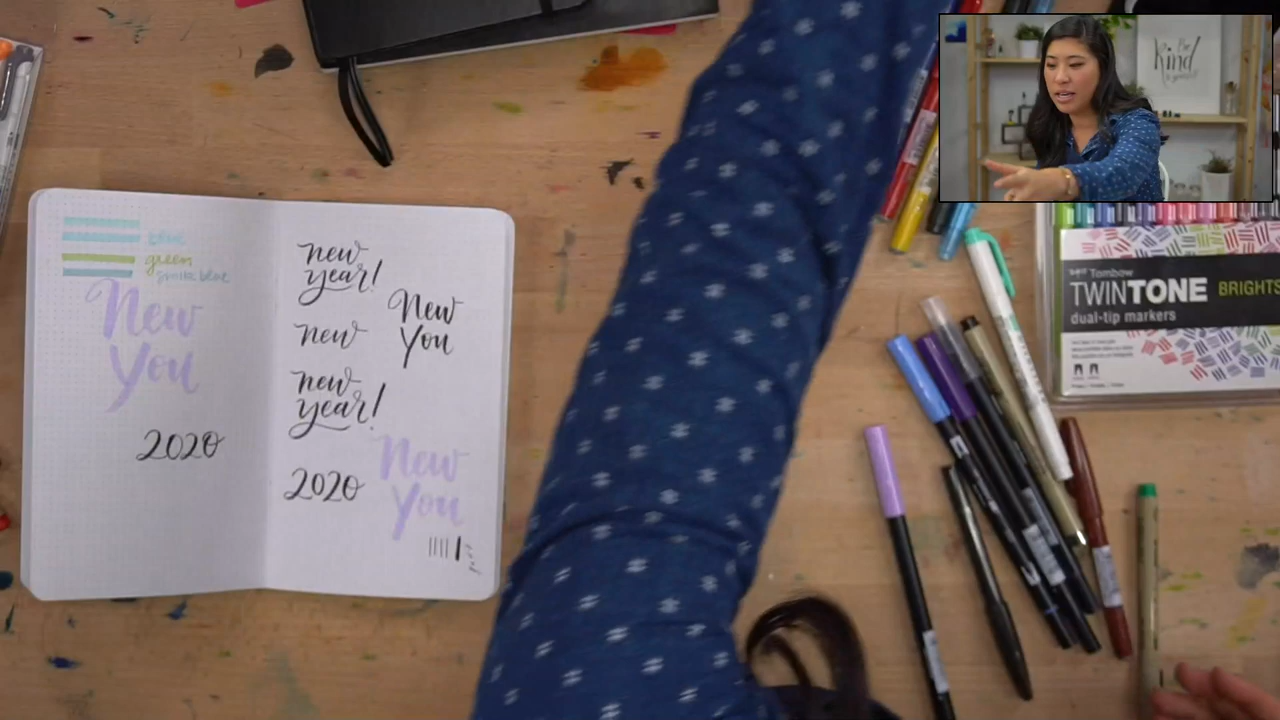 blue
green
smoke blue
New
You
2020
new
year!
New
You
new
new
year!
2020
New
You
Be
kind
Tombow
TWINTONE BRIGHTS
dual-tip markers